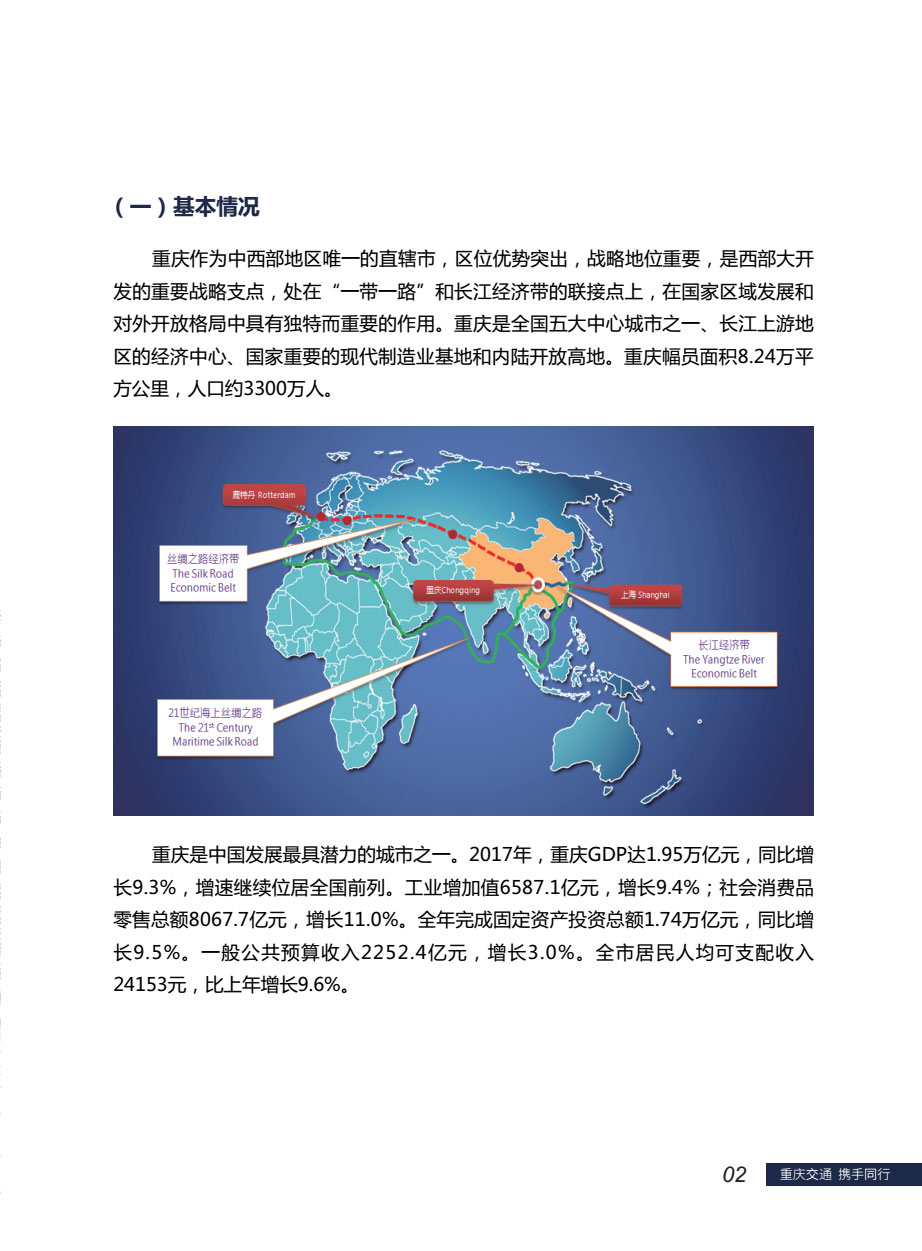 （一）基本情况
重庆作为中西部地区唯一的直辖市，区位优势突出，战略地位重要，是西部大开
发的重要战略支点，处在“一带一路”和长江经济带的联接点上，在国家区域发展和
对外开放格局中具有独特而重要的作用。重庆是全国五大中心城市之一、长江上游地
区的经济中心、国家重要的现代制造业基地和内陆开放高地。重庆幅员面积8.24万平
方公里，人口约3300万人。
鹿特丹 Rotterdam
丝绸之路经济带
The Silk Road
Economic Belt
重庆Chongqing
上海 Shanghai
长江经济带
The Yangtze River
Economic Belt
21世纪海上丝绸之路
The 21st Century
Maritime Silk Road
重庆是中国发展最具潜力的城市之一。2017年，重庆GDP达1.95万亿元，同比增
长9.3%，增速继续位居全国前列。工业增加值6587.1亿元，增长9.4%；社会消费品
零售总额8067.7亿元，增长11.0%。全年完成固定资产投资总额1.74万亿元，同比增
长9.5%。一般公共预算收入2252.4亿元，增长3.0%。全市居民人均可支配收入
24153元，比上年增长9.6%。
02 重庆交通 携手同行